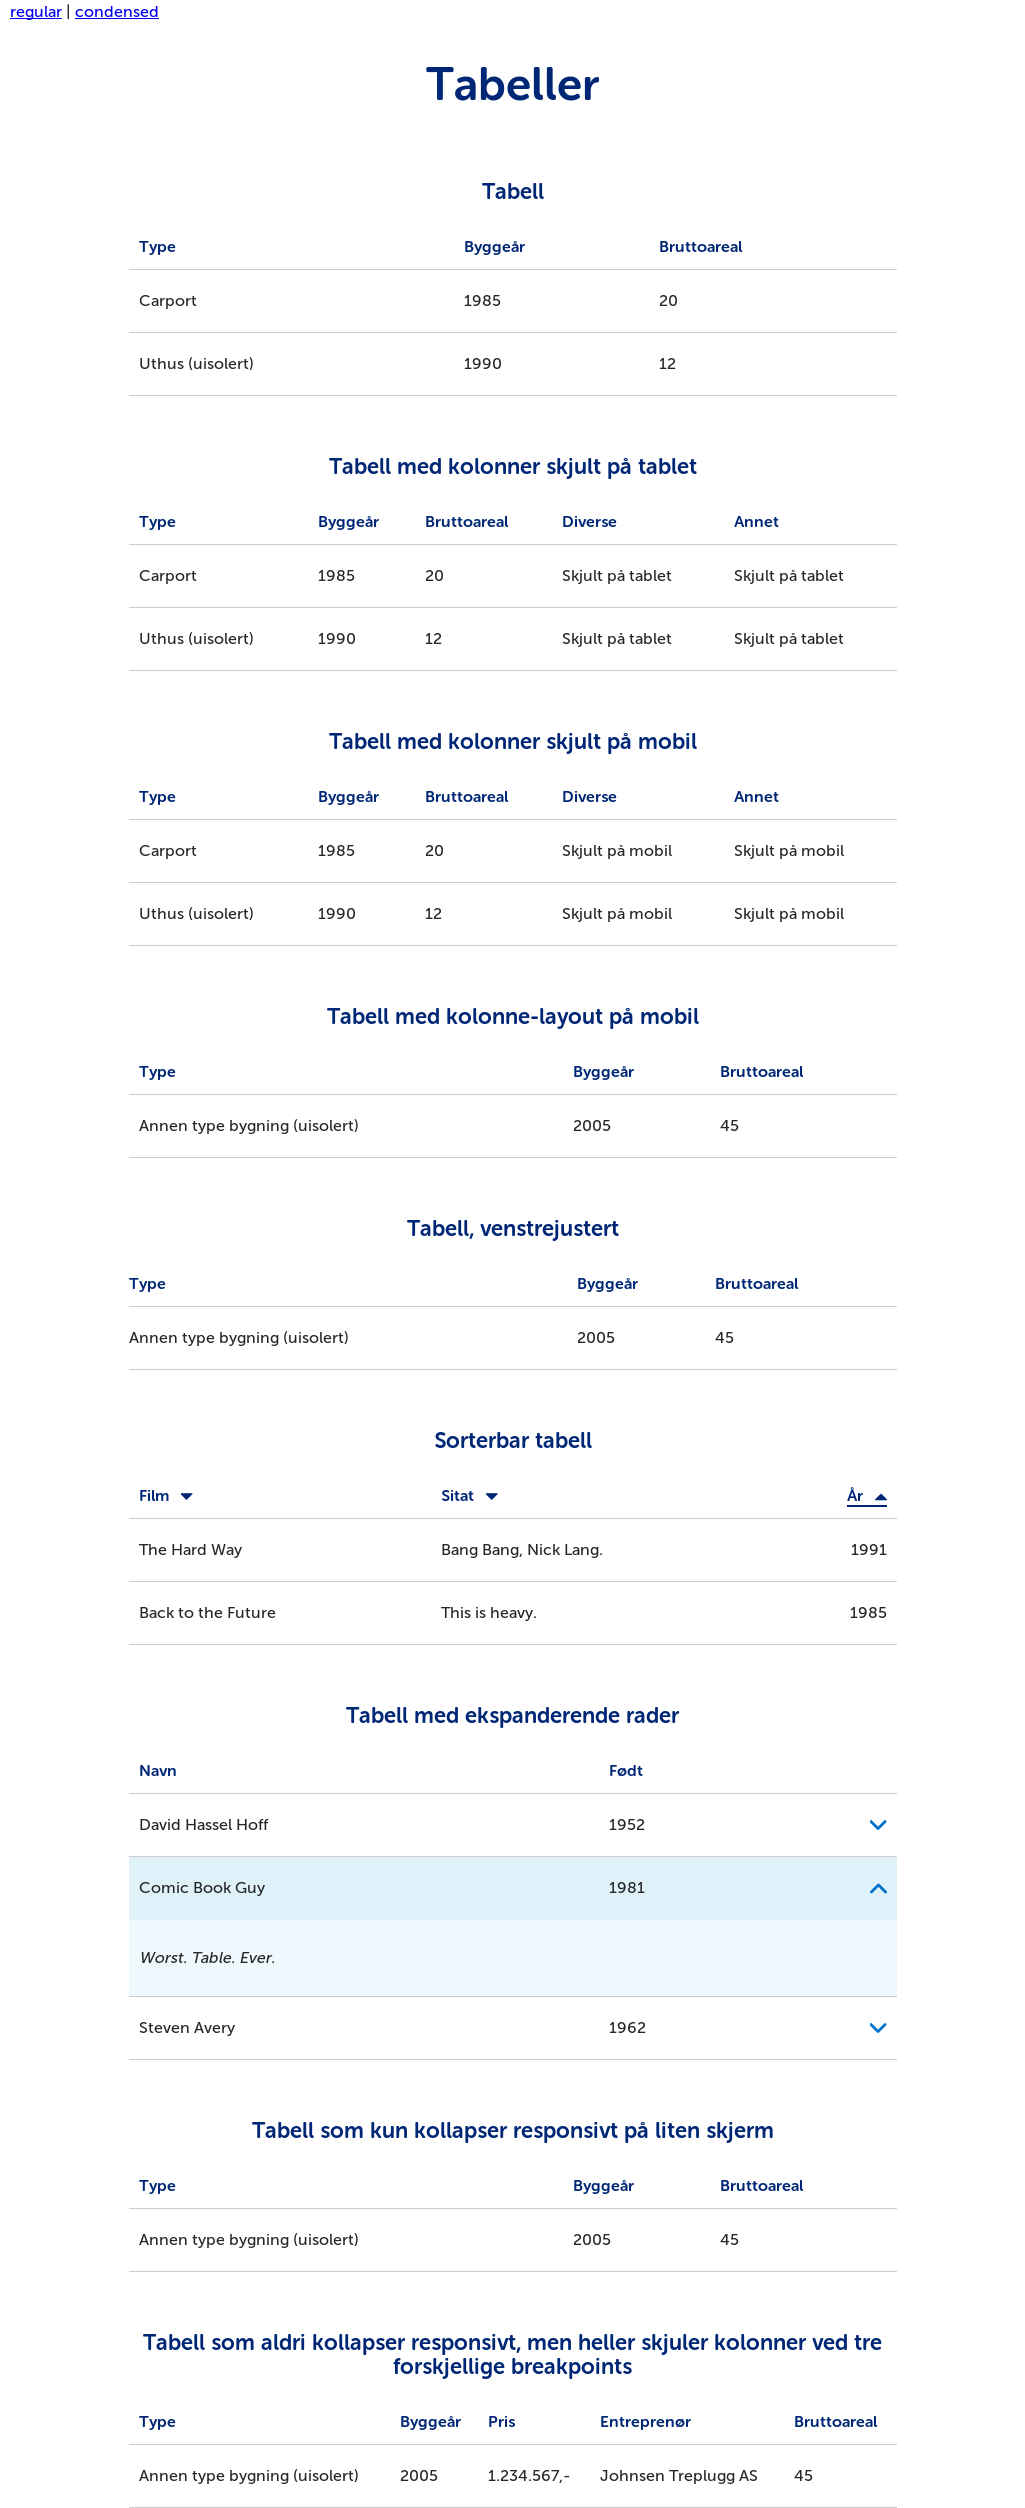 regular | condensed
Tabeller
Tabell
Type Byggeår Bruttoareal
Carport 1985 20
Uthus (uisolert) 1990 12
Tabell med kolonner skjult på tablet
Type Byggeår Bruttoareal Diverse Annet
Carport 1985 20 Skjult på tablet Skjult på tablet
Uthus (uisolert) 1990 12 Skjult på tablet Skjult på tablet
Tabell med kolonner skjult på mobil
Type Byggeår Bruttoareal Diverse Annet
Carport 1985 20 Skjult på mobil Skjult på mobil
Uthus (uisolert) 1990 12 Skjult på mobil Skjult på mobil
Tabell med kolonne-layout på mobil
Type Byggeår Bruttoareal
Annen type bygning (uisolert) 2005 45
Tabell, venstrejustert
Type Byggeår Bruttoareal
Annen type bygning (uisolert) 2005 45
Sorterbar tabell
Film Sitat År
The Hard Way Bang Bang, Nick Lang. 1991
Back to the Future This is heavy. 1985
Tabell med ekspanderende rader
Navn Født
David Hassel Hoff 1952
Comic Book Guy 1981
Worst. Table. Ever.
Steven Avery 1962
Tabell som kun kollapser responsivt på liten skjerm
Type Byggeår Bruttoareal
Annen type bygning (uisolert) 2005 45
Tabell som aldri kollapser responsivt, men heller skjuler kolonner ved tre
forskjellige breakpoints
Type Byggeår Pris Entreprenør Bruttoareal
Annen type bygning (uisolert) 2005 1.234.567,- Johnsen Treplugg AS 45